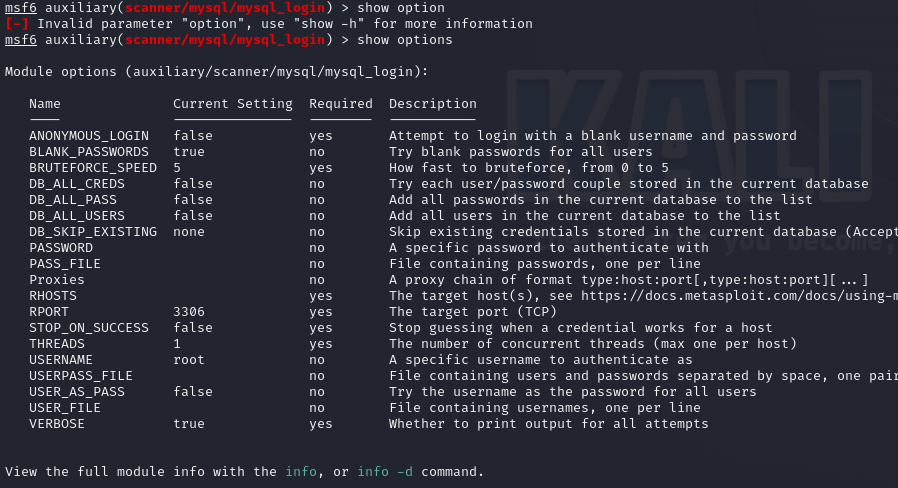 msf6 auxiliary(scanner/mysql/mysql_login) > show option
[-] Invalid parameter "option", use "show -h" for more information
msf6 auxiliary(scanner/mysql/mysql_login) > show options
Module options (auxiliary/scanner/mysql/mysql_login):
Name Current Setting Required Description
ANONYMOUS_LOGIN false yes Attempt to login with a blank username and password
BLANK_PASSWORDS true no Try blank passwords for all users
BRUTEFORCE_SPEED 5 yes How fast to bruteforce, from 0 to 5
DB_ALL_CREDS false no Try each user/password couple stored in the current database
DB_ALL_PASS false no Add all passwords in the current database to the list
DB_ALL_USERS false no Add all users in the current database to the list
DB_SKIP_EXISTING none no Skip existing credentials stored in the current database (Accept
PASSWORD no A specific password to authenticate with
PASS_FILE no File containing passwords, one per line
Proxies no A proxy chain of format type:host:port[,type:host:port][...]
RHOSTS yes The target host(s), see https://docs.metasploit.com/docs/using-m
RPORT 3306 yes The target port (TCP)
STOP_ON_SUCCESS false yes Stop guessing when a credential works for a host
THREADS 1 yes The number of concurrent threads (max one per host)
USERNAME root no A specific username to authenticate as
USERPASS_FILE no File containing users and passwords separated by space, one pair
USER_AS_PASS false no Try the username as the password for all users
USER_FILE no File containing usernames, one per line
VERBOSE true yes Whether to print output for all attempts
View the full module info with the info, or info -d command.
KALI
you become,